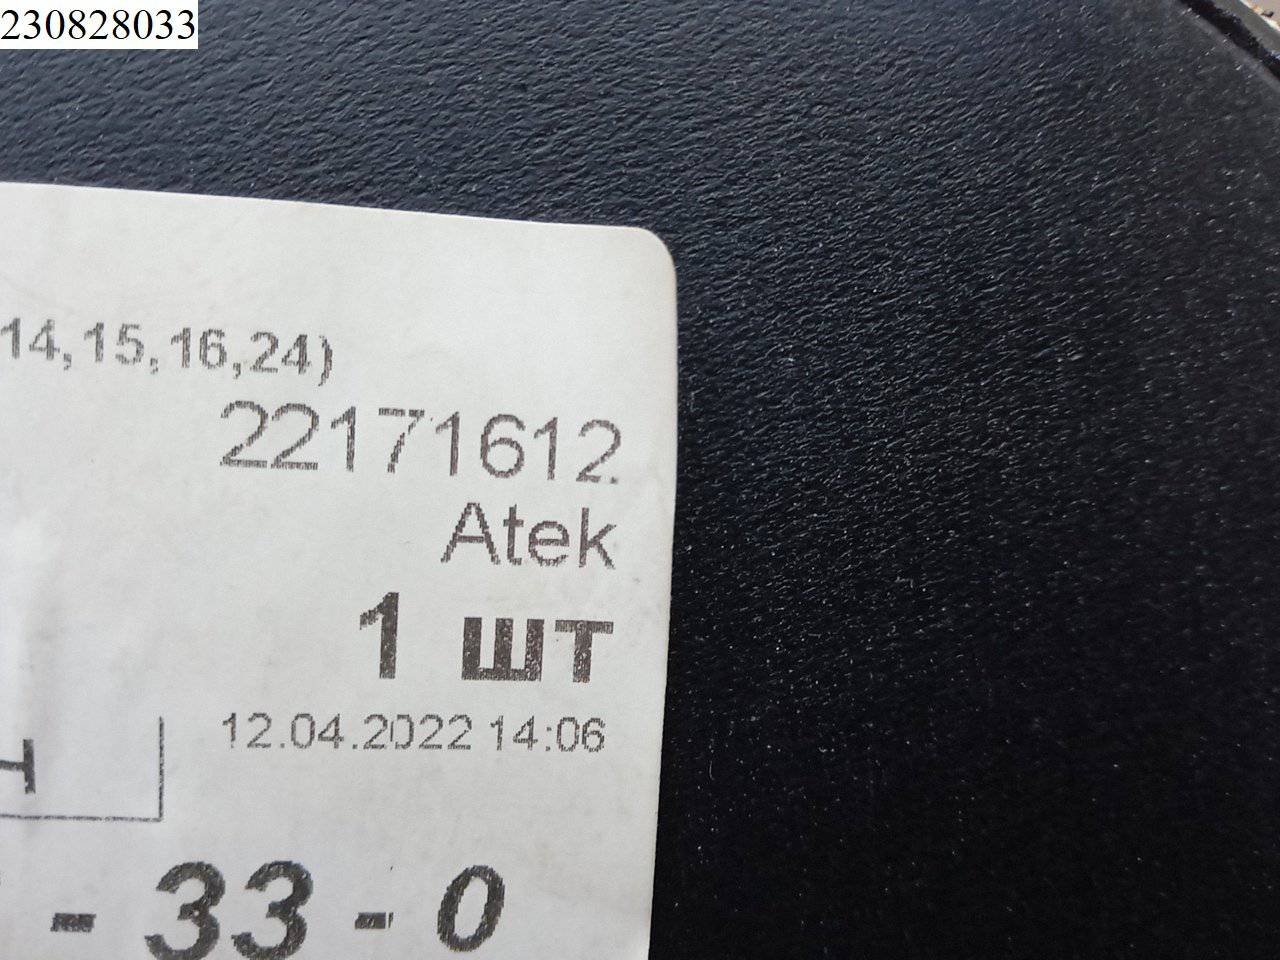 230828033
14,15,16,24)
22171612.
Atek
1 шт
12.04.2022 14:06
- 33 - 0